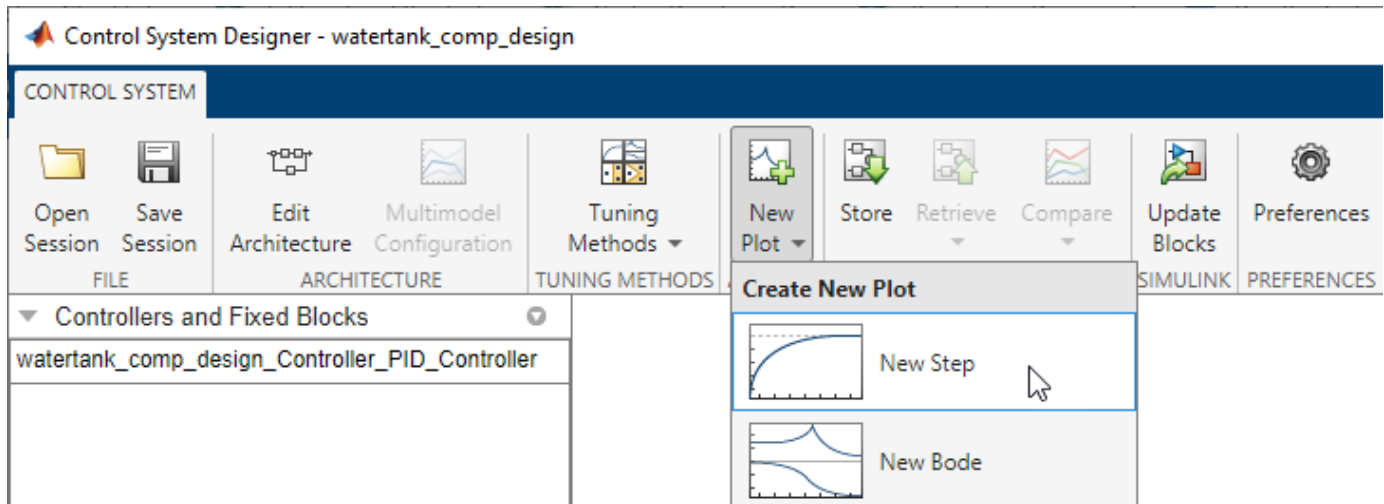 Control System Designer - watertank_comp_design
CONTROL SYSTEM
Open Session
Save Session
Edit Architecture
Multimodel Configuration
Tuning Methods
New Plot
Store
Retrieve
Compare
Update Blocks
Preferences
FILE
ARCHITECTURE
TUNING METHODS
SIMULINK
PREFERENCES
Controllers and Fixed Blocks
watertank_comp_design_Controller_PID_Controller
Create New Plot
New Step
New Bode